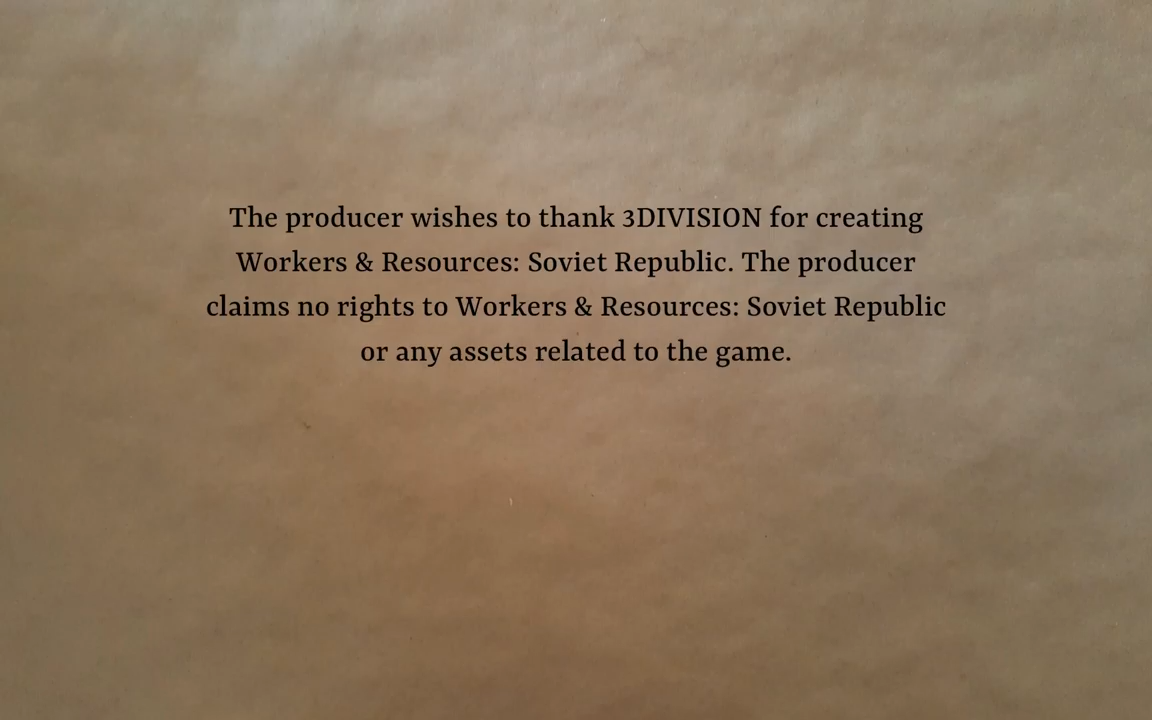 The producer wishes to thank 3DIVISION for creating
Workers & Resources: Soviet Republic. The producer
claims no rights to Workers & Resources: Soviet Republic
or any assets related to the game.